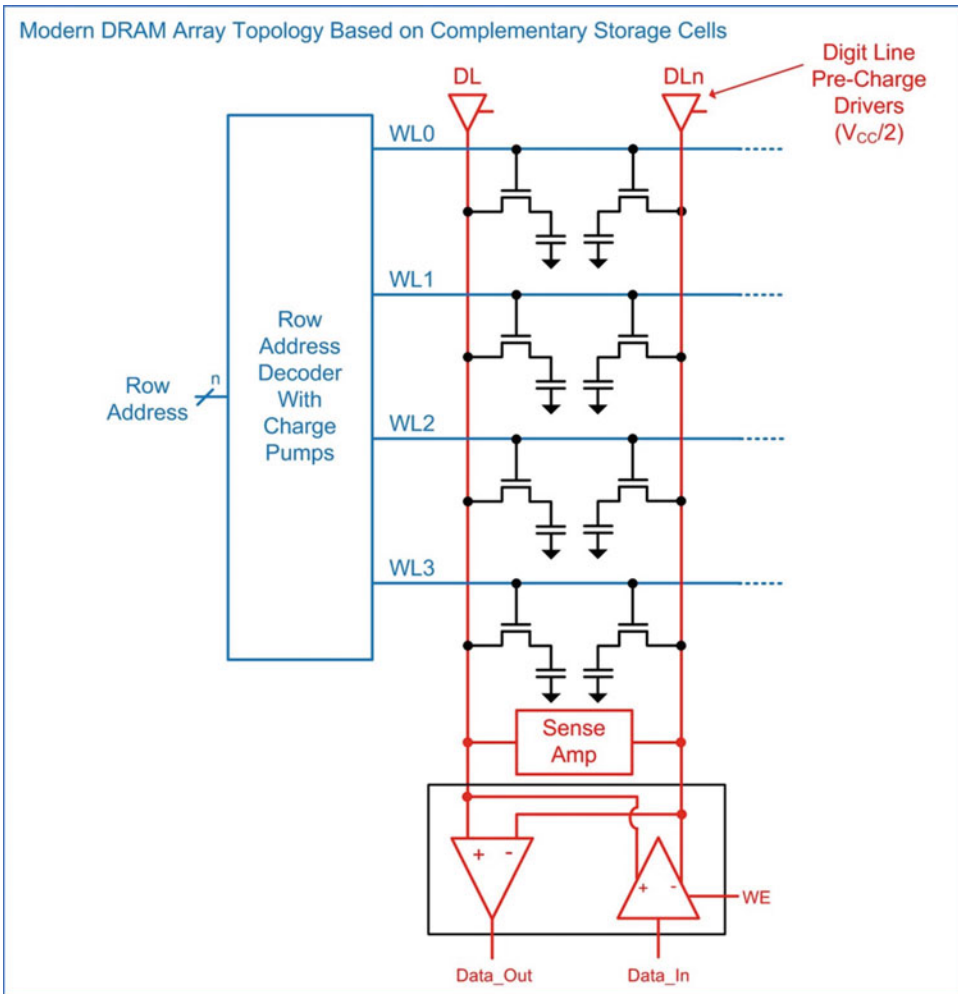 Modern DRAM Array Topology Based on Complementary Storage Cells
DL
DLn
Digit Line
Pre-Charge
Drivers
(VCC/2)
WL0
WL1
Row
Address
Decoder
With
Charge
Pumps
Row
Address
n
WL2
WL3
Sense
Amp
+ -
+ -
WE
Data_Out
Data_In